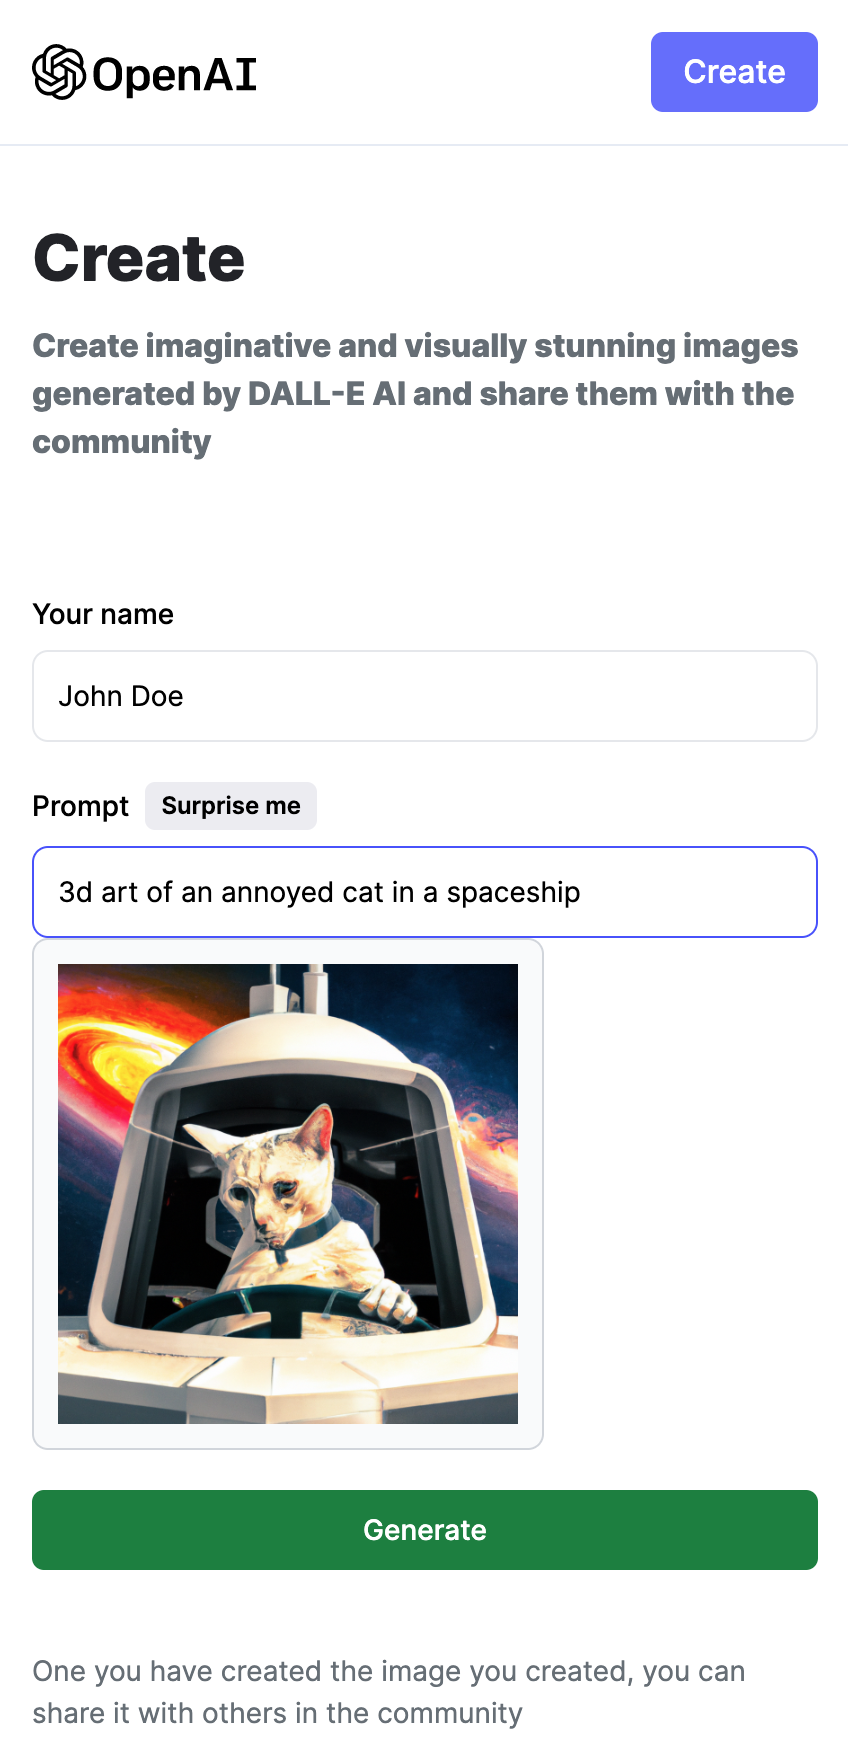 OpenAI
Create
Create
Create imaginative and visually stunning images
generated by DALL-E AI and share them with the
community
Your name
John Doe
Prompt
Surprise me
3d art of an annoyed cat in a spaceship
Generate
One you have created the image you created, you can
share it with others in the community